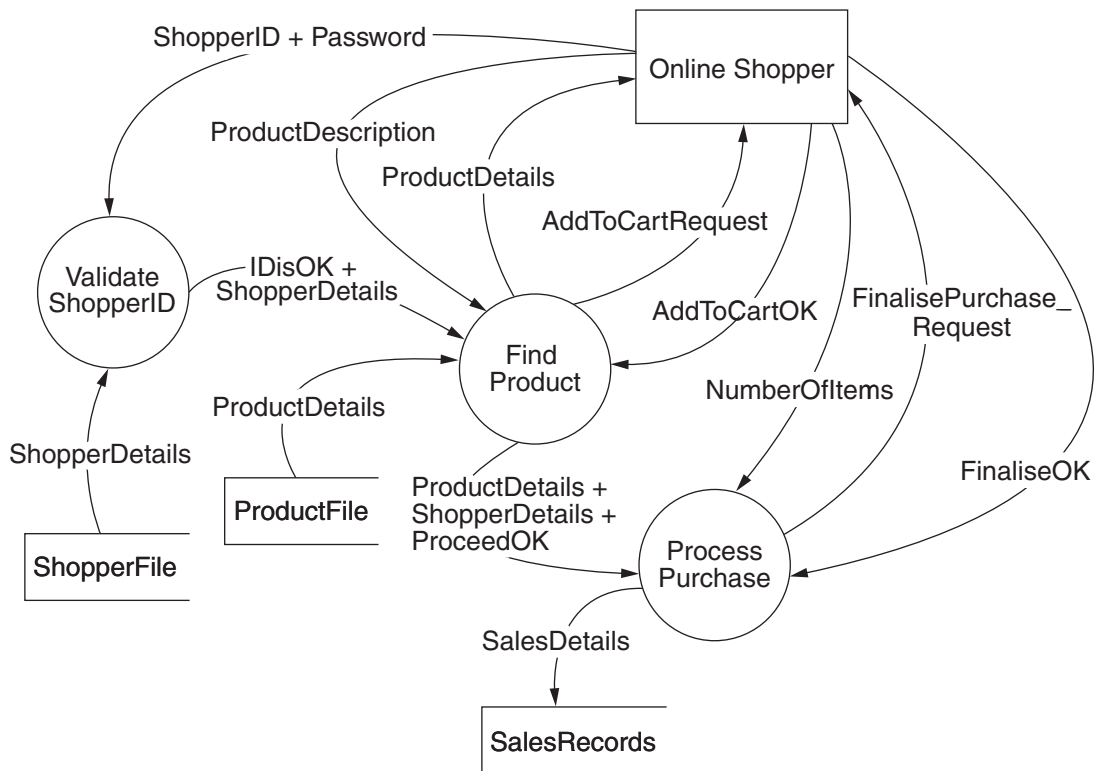 ShopperID + Password
Online Shopper
ProductDescription
ProductDetails
AddToCartRequest
Validate
ShopperID
IDisOK +
ShopperDetails
AddToCartOK
FinalisePurchase_
Request
Find
Product
ProductDetails
NumberOfItems
ShopperDetails
FinaliseOK
ProductFile
ProductDetails +
ShopperDetails +
ProceedOK
ShopperFile
Process
Purchase
SalesDetails
SalesRecords